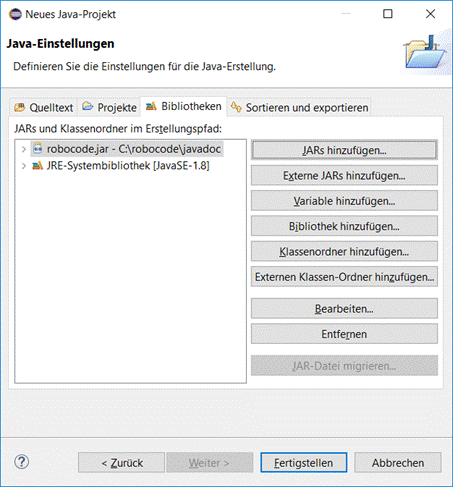 Neues Java-Projekt
Java-Einstellungen
Definieren Sie die Einstellungen für die Java-Erstellung.
Quelltext Projekte Bibliotheken Sortieren und exportieren
JARs und Klassenordner im Erstellungspfad:
robocode.jar - C:\robocode\javadoc
JRE-Systembibliothek [JavaSE-1.8]
JARs hinzufügen...
Externe JARs hinzufügen...
Variable hinzufügen...
Bibliothek hinzufügen...
Klassenordner hinzufügen...
Externen Klassen-Ordner hinzufügen...
Bearbeiten...
Entfernen
JAR-Datei migrieren...
? < Zurück Weiter > Fertigstellen Abbrechen